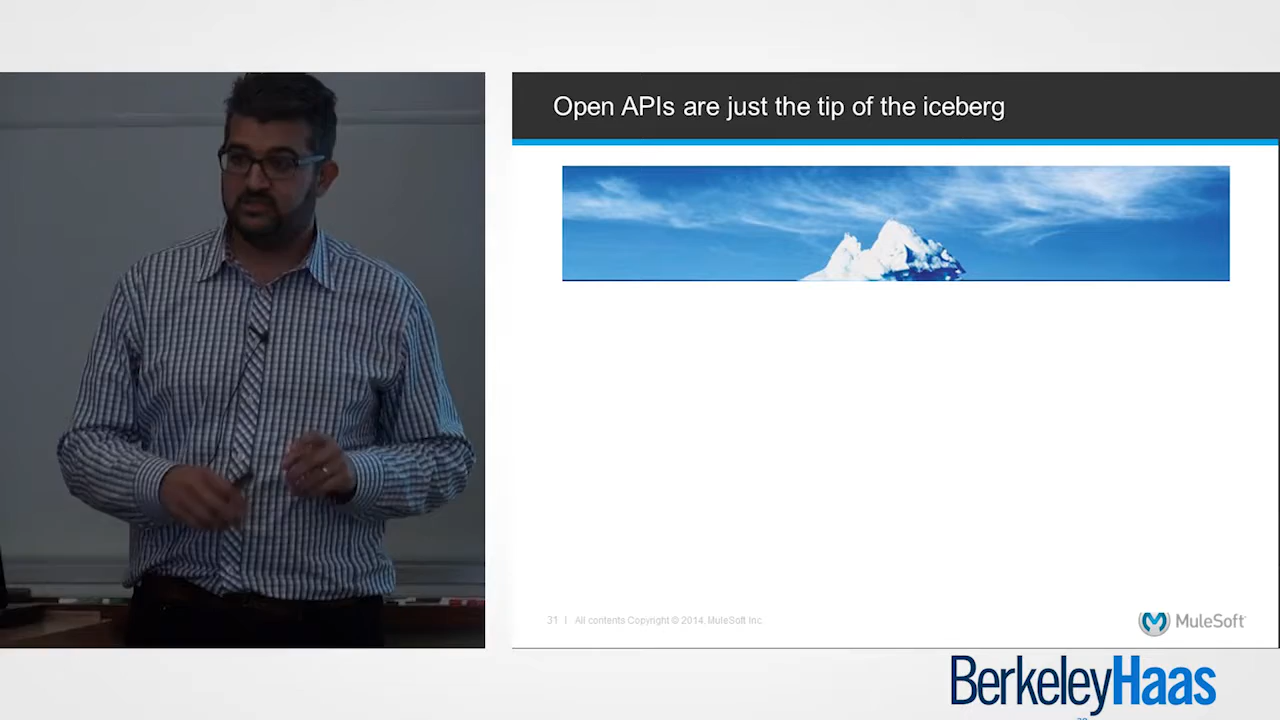 Open APIs are just the tip of the iceberg
31 | All contents Copyright © 2014, MuleSoft Inc.
MuleSoft
BerkeleyHaas